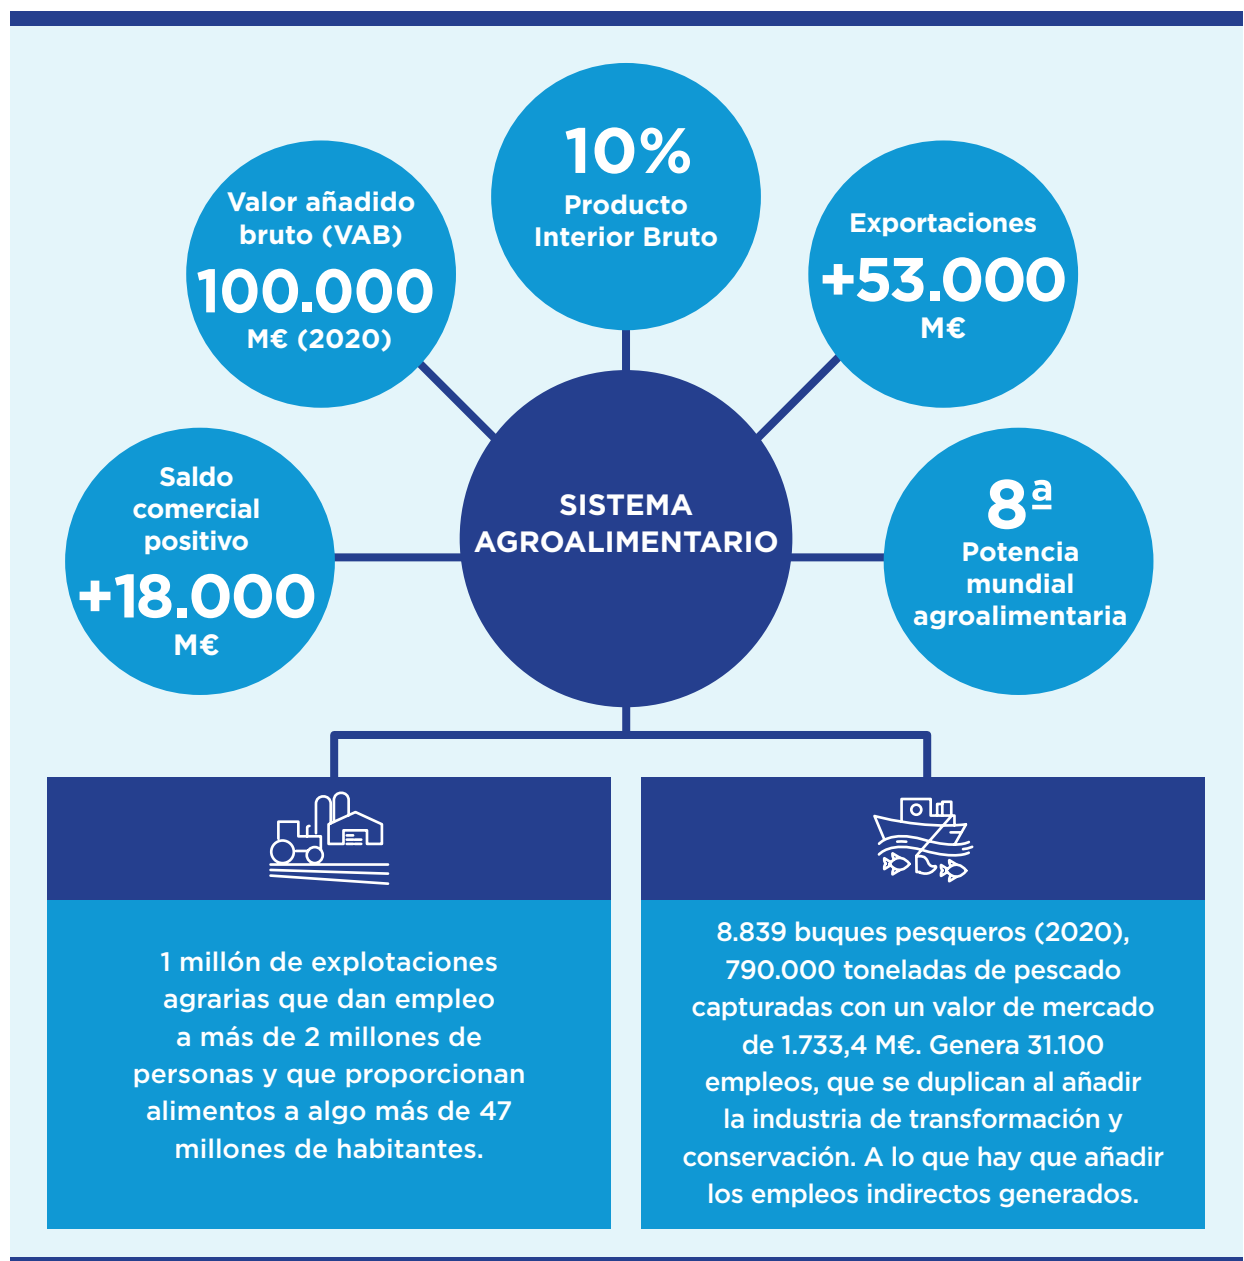 10%
Producto
Interior Bruto
Valor añadido
bruto (VAB)
100.000
M€ (2020)
Exportaciones
+53.000
M€
Saldo
comercial
positivo
+18.000
M€
SISTEMA
AGROALIMENTARIO
8ª
Potencia
mundial
agroalimentaria
1 millón de explotaciones
agrarias que dan empleo
a más de 2 millones de
personas y que proporcionan
alimentos a algo más de 47
millones de habitantes.
8.839 buques pesqueros (2020),
790.000 toneladas de pescado
capturadas con un valor de mercado
de 1.733,4 M€. Genera 31.100
empleos, que se duplican al añadir
la industria de transformación y
conservación. A lo que hay que añadir
los empleos indirectos generados.